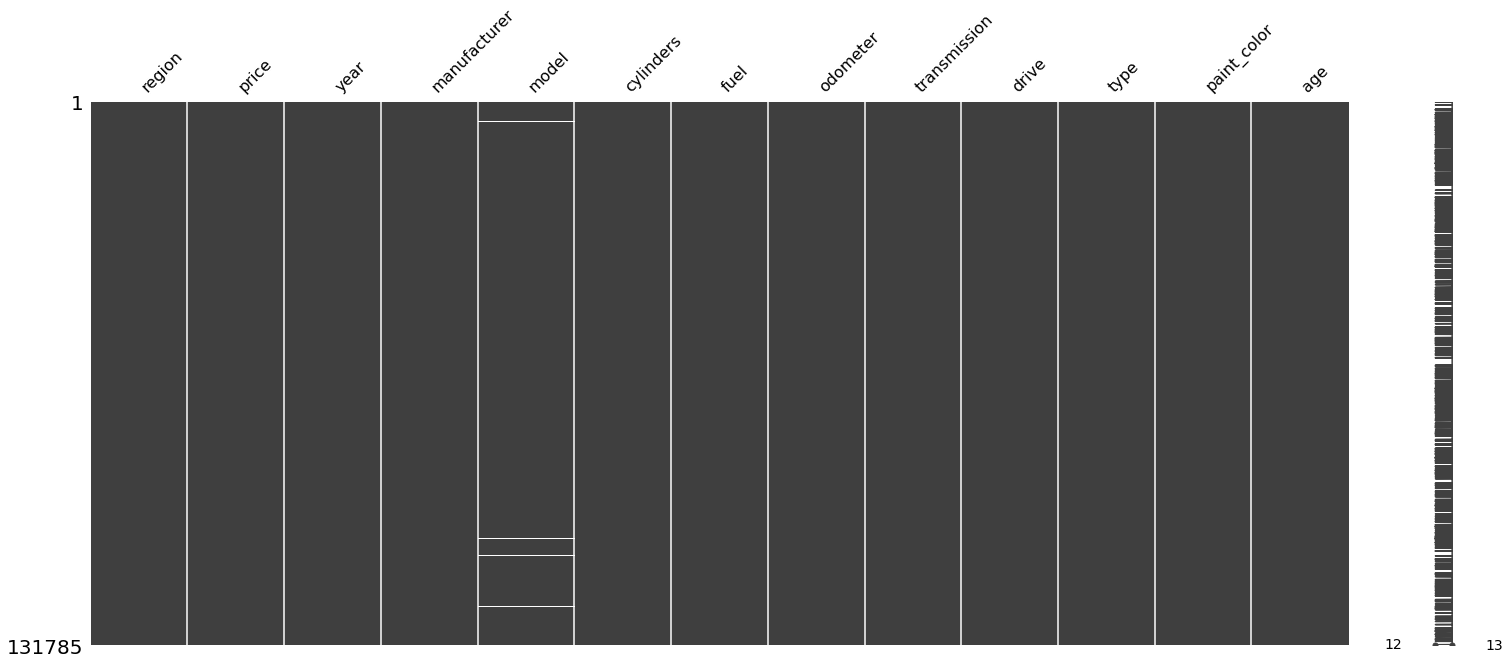 region
price
year
manufacturer
model
cylinders
fuel
odometer
transmission
drive
type
paint_color
age
1
131785
12
13